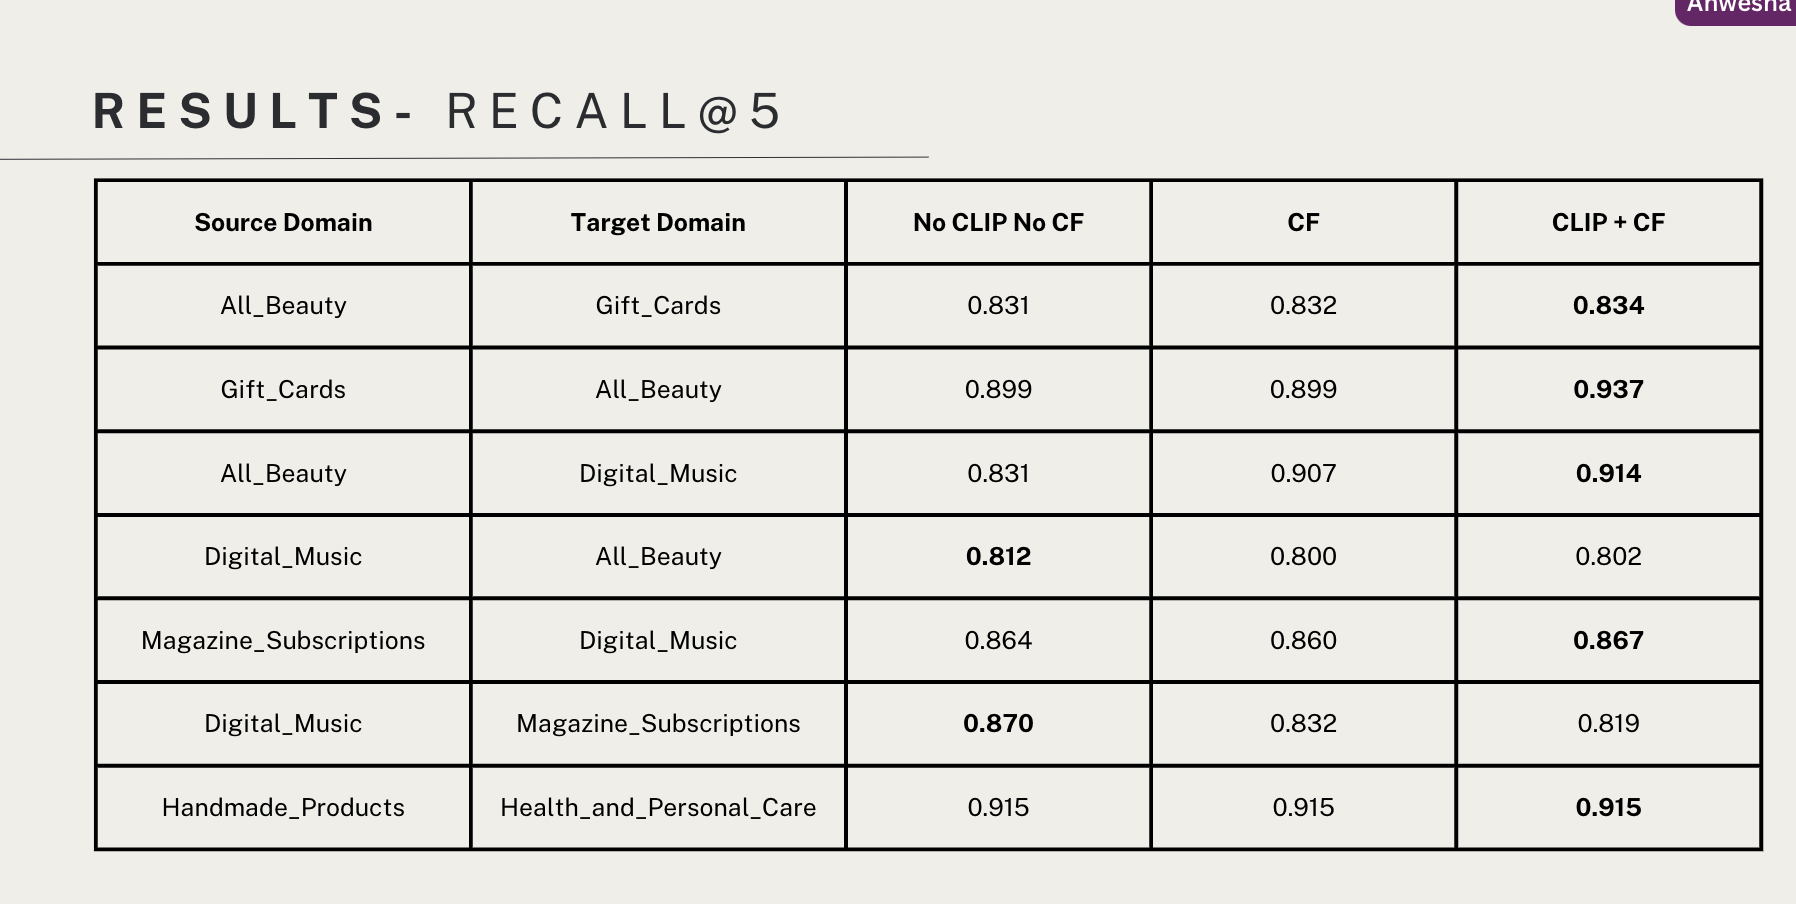 Anwesha
RESULTS- RECALL@5
Source Domain Target Domain No CLIP No CF CF CLIP + CF
All_Beauty Gift_Cards 0.831 0.832 0.834
Gift_Cards All_Beauty 0.899 0.899 0.937
All_Beauty Digital_Music 0.831 0.907 0.914
Digital_Music All_Beauty 0.812 0.800 0.802
Magazine_Subscriptions Digital_Music 0.864 0.860 0.867
Digital_Music Magazine_Subscriptions 0.870 0.832 0.819
Handmade_Products Health_and_Personal_Care 0.915 0.915 0.915